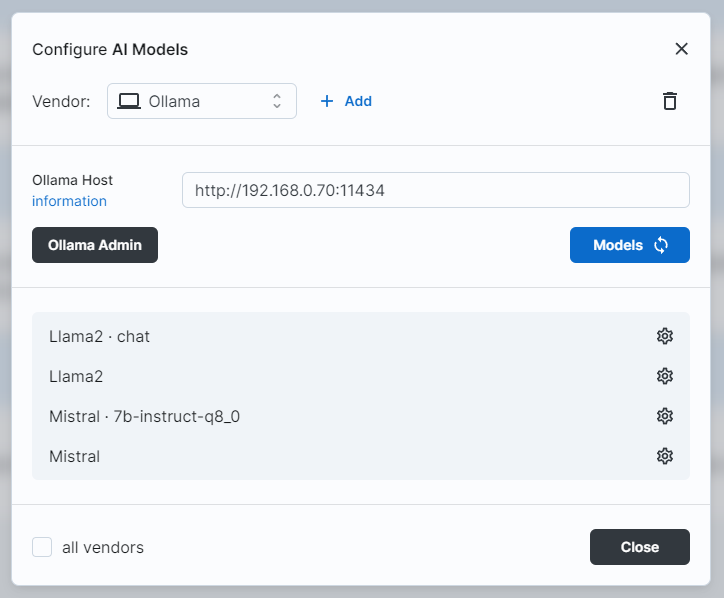 Configure AI Models
Vendor: Ollama + Add
Ollama Host
information
http://192.168.0.70:11434
Ollama Admin
Models
Llama2 · chat
Llama2
Mistral · 7b-instruct-q8_0
Mistral
all vendors
Close